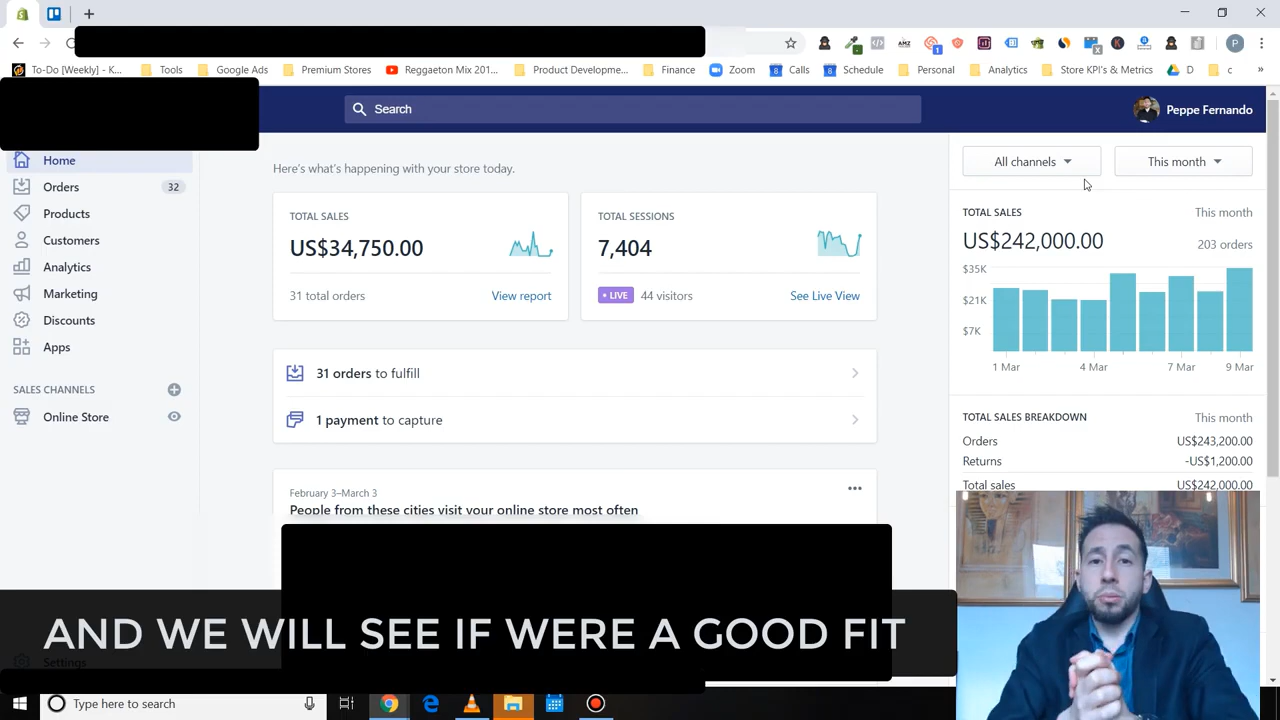 To-Do [Weekly] - K...
Tools
Google Ads
Premium Stores
Reggaeton Mix 201...
Product Developme...
Finance
Zoom
Calls
Schedule
Personal
Analytics
Store KPI's & Metrics
D
c
»
Search
Peppe Fernando
Home
Orders 32
Products
Customers
Analytics
Marketing
Discounts
Apps
SALES CHANNELS
Online Store
Settings
Here's what's happening with your store today.
TOTAL SALES
US$34,750.00
31 total orders View report
TOTAL SESSIONS
7,404
• LIVE 44 visitors See Live View
31 orders to fulfill
1 payment to capture
February 3–March 3
People from these cities visit your online store most often
All channels This month
TOTAL SALES This month
US$242,000.00 203 orders
$35K
$21K
$7K
1 Mar 4 Mar 7 Mar 9 Mar
TOTAL SALES BREAKDOWN This month
Orders US$243,200.00
Returns -US$1,200.00
Total sales US$242,000.00
AND WE WILL SEE IF WERE A GOOD FIT
Type here to search